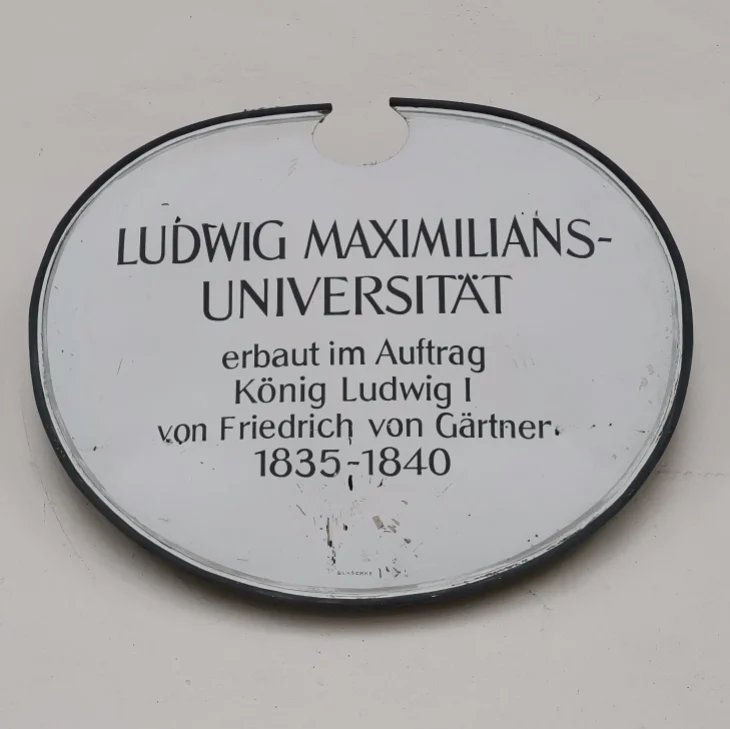 LUDWIG MAXIMILIANS-
UNIVERSITÄT
erbaut im Auftrag
König Ludwig I
von Friedrich von Gärtner
1835-1840